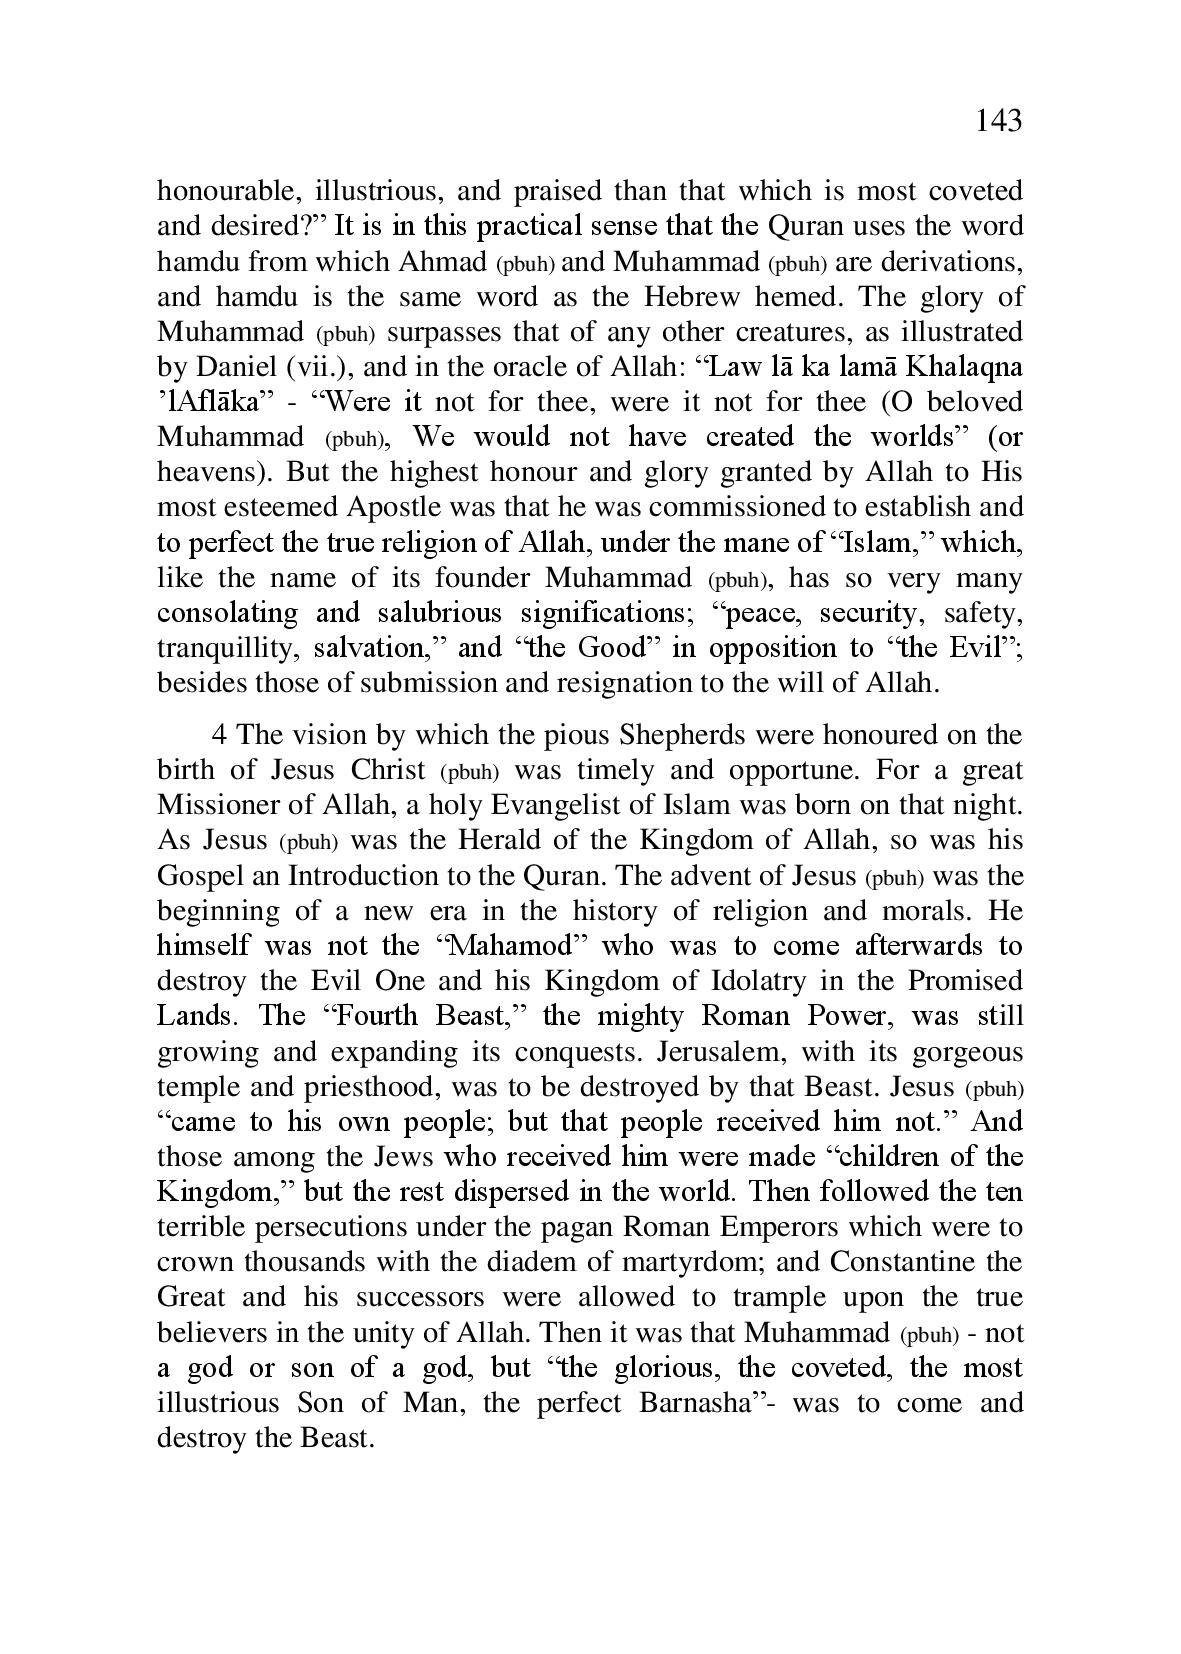 143
honourable, illustrious, and praised than that which is most coveted
and desired?” It is in this practical sense that the Quran uses the word
hamdu from which Ahmad (pbuh) and Muhammad (pbuh) are derivations,
and hamdu is the same word as the Hebrew hemed. The glory of
Muhammad (pbuh) surpasses that of any other creatures, as illustrated
by Daniel (vii.), and in the oracle of Allah: “Law lā ka lamā Khalaqna
’lAflāka” - “Were it not for thee, were it not for thee (O beloved
Muhammad (pbuh), We would not have created the worlds” (or
heavens). But the highest honour and glory granted by Allah to His
most esteemed Apostle was that he was commissioned to establish and
to perfect the true religion of Allah, under the mane of “Islam,” which,
like the name of its founder Muhammad (pbuh), has so very many
consolating and salubrious significations; “peace, security, safety,
tranquillity, salvation,” and “the Good” in opposition to “the Evil”;
besides those of submission and resignation to the will of Allah.
4 The vision by which the pious Shepherds were honoured on the
birth of Jesus Christ (pbuh) was timely and opportune. For a great
Missioner of Allah, a holy Evangelist of Islam was born on that night.
As Jesus (pbuh) was the Herald of the Kingdom of Allah, so was his
Gospel an Introduction to the Quran. The advent of Jesus (pbuh) was the
beginning of a new era in the history of religion and morals. He
himself was not the “Mahamod” who was to come afterwards to
destroy the Evil One and his Kingdom of Idolatry in the Promised
Lands. The “Fourth Beast,” the mighty Roman Power, was still
growing and expanding its conquests. Jerusalem, with its gorgeous
temple and priesthood, was to be destroyed by that Beast. Jesus (pbuh)
“came to his own people; but that people received him not.” And
those among the Jews who received him were made “children of the
Kingdom,” but the rest dispersed in the world. Then followed the ten
terrible persecutions under the pagan Roman Emperors which were to
crown thousands with the diadem of martyrdom; and Constantine the
Great and his successors were allowed to trample upon the true
believers in the unity of Allah. Then it was that Muhammad (pbuh) - not
a god or son of a god, but “the glorious, the coveted, the most
illustrious Son of Man, the perfect Barnasha”- was to come and
destroy the Beast.